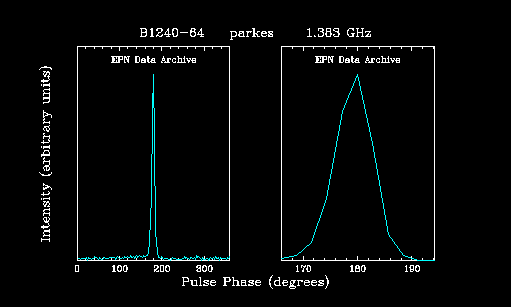 B1240-64 parkes 1.383 GHz
EPN Data Archive EPN Data Archive
Intensity (arbitrary units)
0 100 200 300 170 180 190
Pulse Phase (degrees)